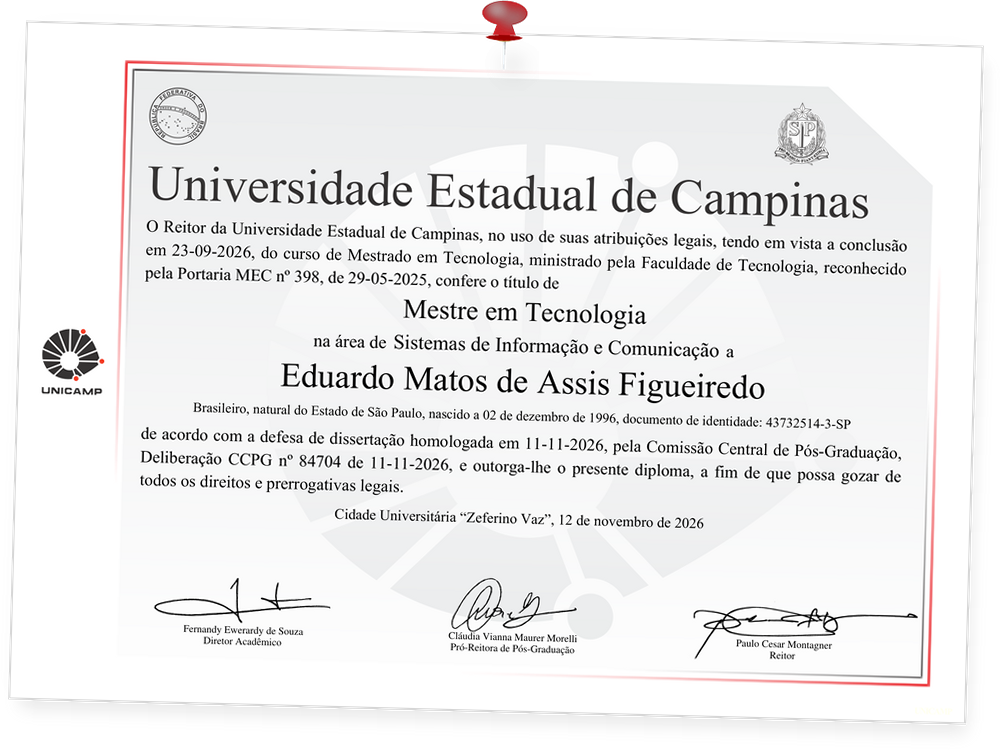 REPÚBLICA FEDERATIVA DO BRASIL
SP
Universidade Estadual de Campinas
O Reitor da Universidade Estadual de Campinas, no uso de suas atribuições legais, tendo em vista a conclusão
em 23-09-2026, do curso de Mestrado em Tecnologia, ministrado pela Faculdade de Tecnologia, reconhecido
pela Portaria MEC nº 398, de 29-05-2025, confere o título de
Mestre em Tecnologia
na área de Sistemas de Informação e Comunicação a
UNICAMP
Eduardo Matos de Assis Figueiredo
Brasileiro, natural do Estado de São Paulo, nascido a 02 de dezembro de 1996, documento de identidade: 43732514-3-SP
de acordo com a defesa de dissertação homologada em 11-11-2026, pela Comissão Central de Pós-Graduação,
Deliberação CCPG nº 84704 de 11-11-2026, e outorga-lhe o presente diploma, a fim de que possa gozar de
todos os direitos e prerrogativas legais.
Cidade Universitária “Zeferino Vaz”, 12 de novembro de 2026
Fernandy Ewerardy de Souza
Diretor Acadêmico
Cláudia Vianna Maurer Morelli
Pró-Reitora de Pós-Graduação
Paulo Cesar Montagner
Reitor